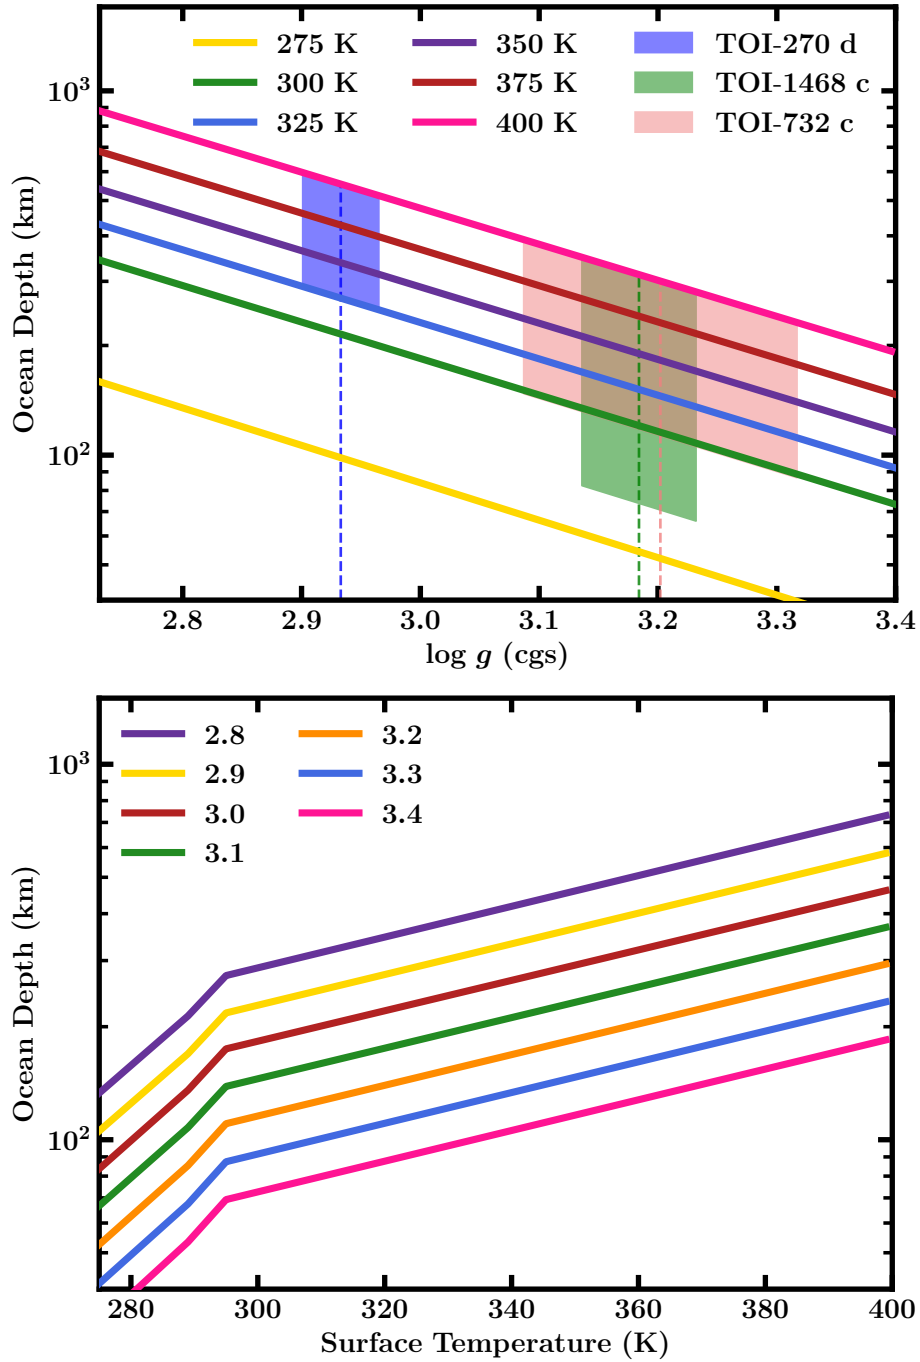 275 K 350 K TOI-270 d
300 K 375 K TOI-1468 c
325 K 400 K TOI-732 c
10³
10²
Ocean Depth (km)
2.8 2.9 3.0 3.1 3.2 3.3 3.4
log g (cgs)
2.8 3.2
2.9 3.3
3.0 3.4
3.1
10³
10²
Ocean Depth (km)
280 300 320 340 360 380 400
Surface Temperature (K)